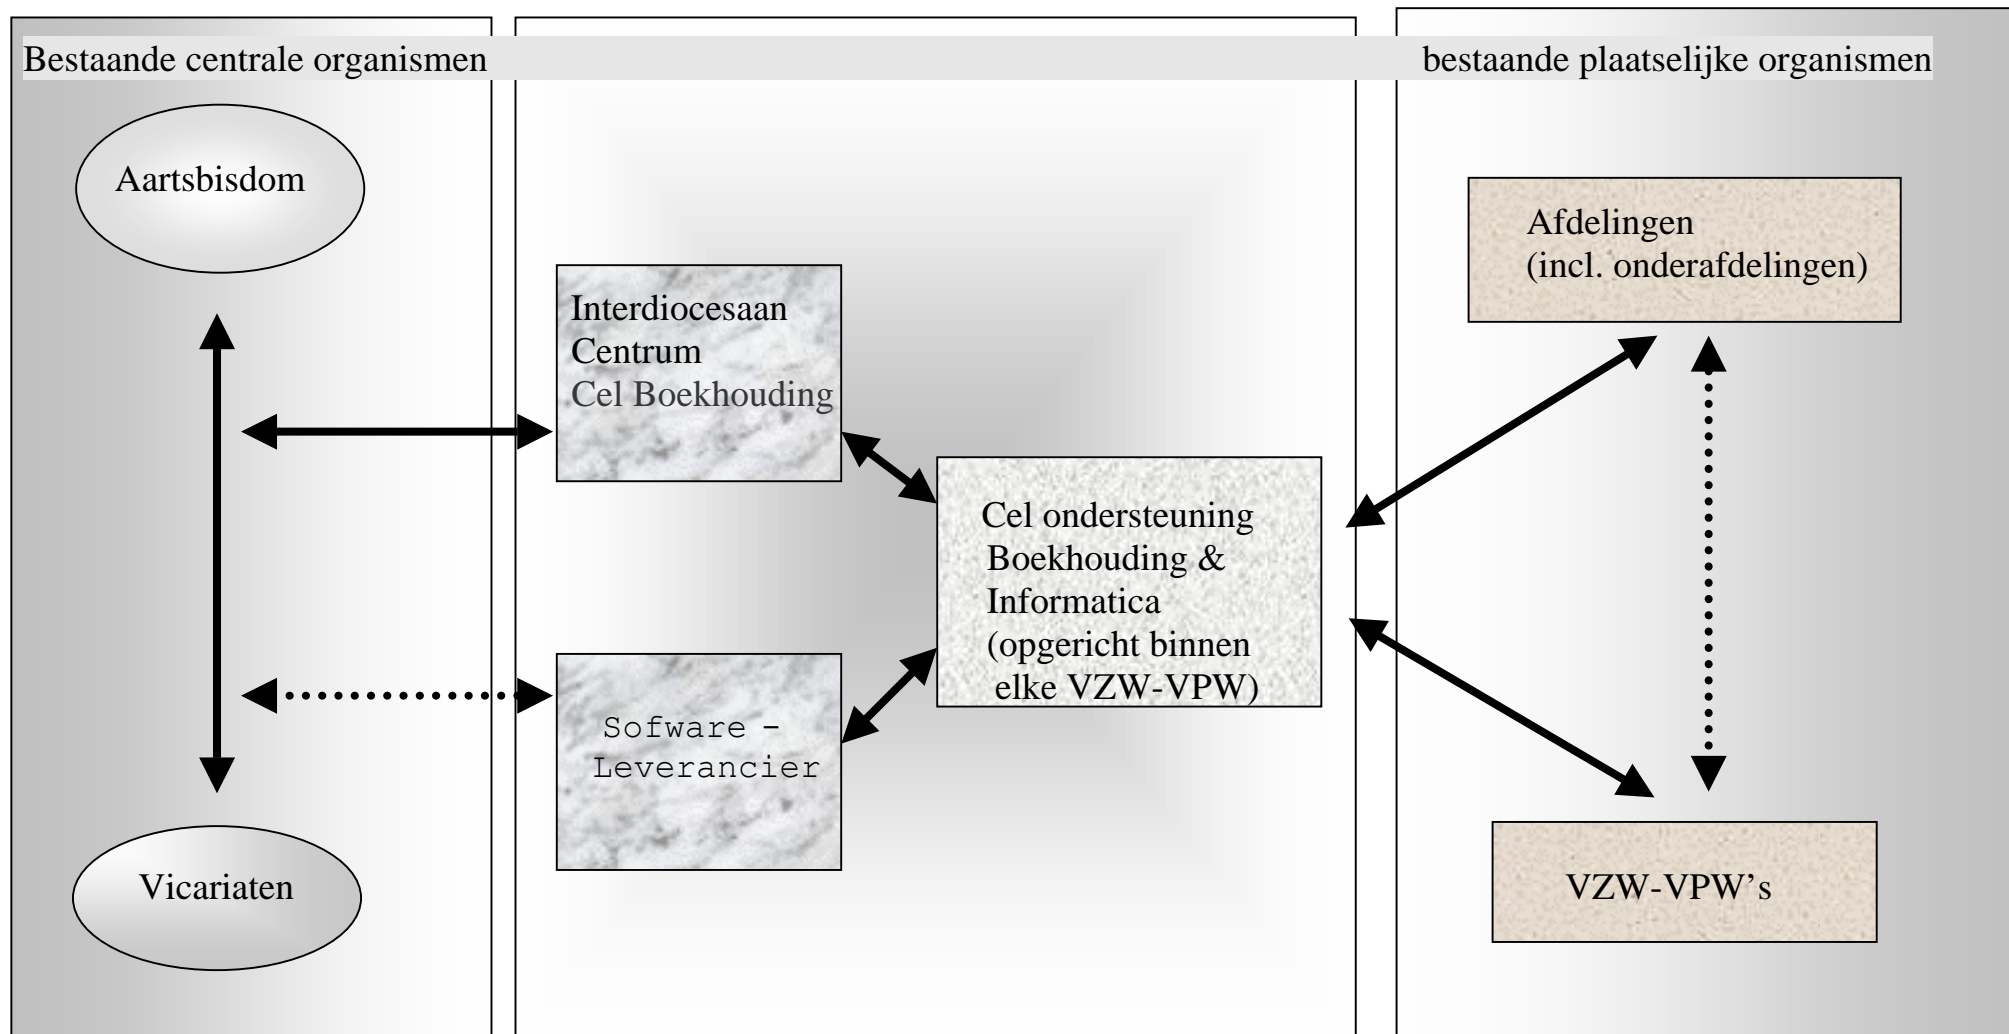 Bestaande centrale organismen
bestaande plaatselijke organismen
Aartsbisdom
Afdelingen
(incl. onderafdelingen)
Interdiocesaan
Centrum
Cel Boekhouding
Cel ondersteuning
Boekhouding &
Informatica
(opgericht binnen
elke VZW-VPW)
Sofware -
Leverancier
Vicariaten
VZW-VPW’s